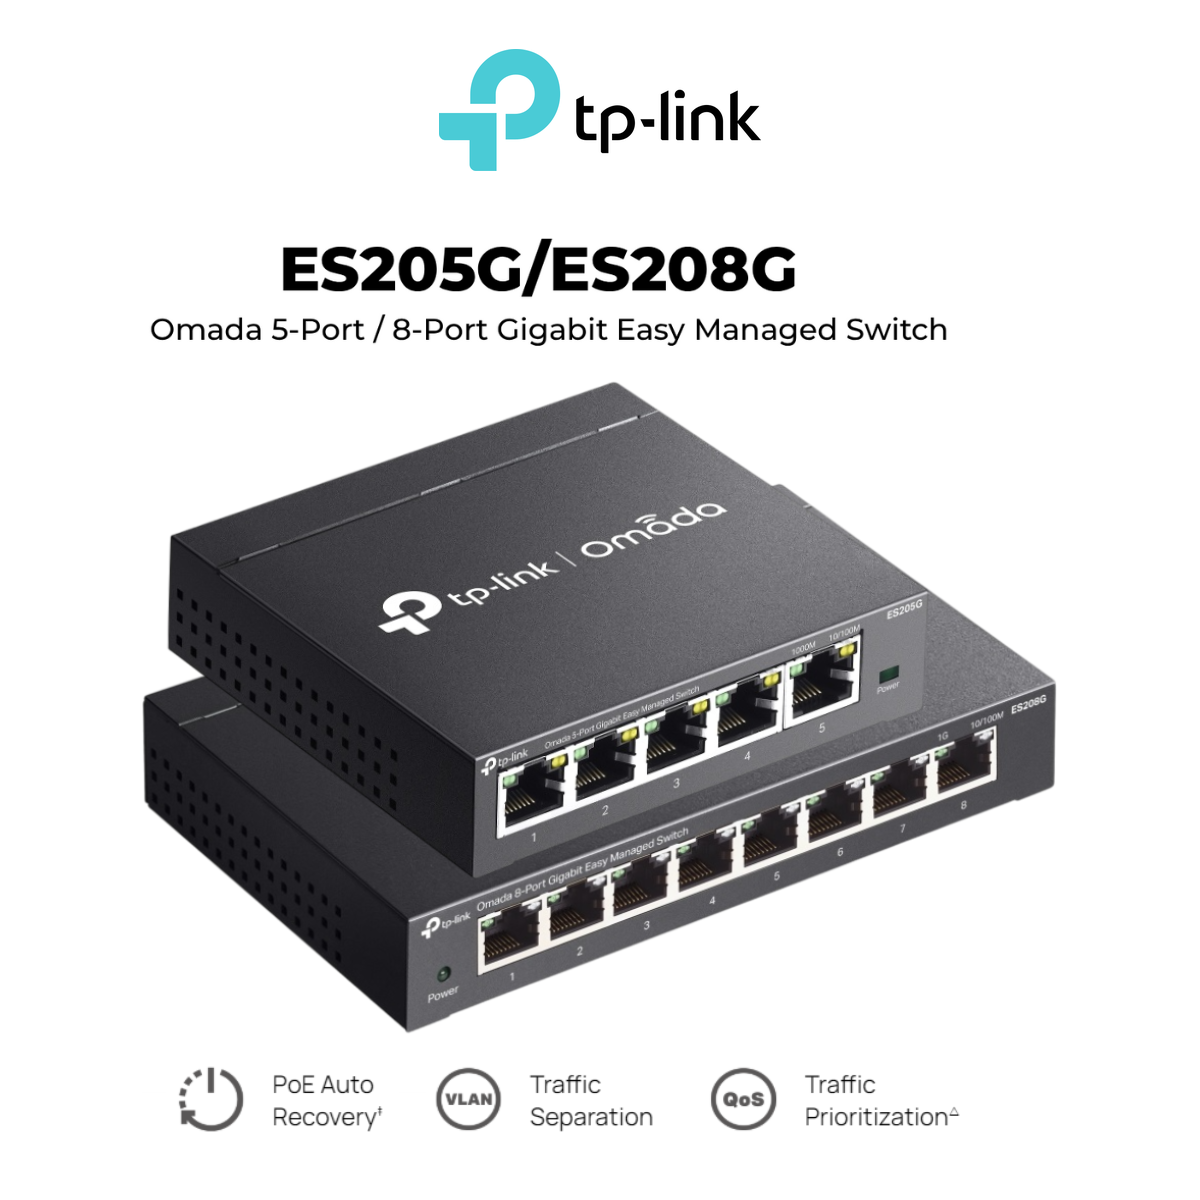 tp-link
ES205G/ES208G
Omada 5-Port / 8-Port Gigabit Easy Managed Switch
tp-link | omada
ES205G
1000M 10/100M
Power
tp-link Omada 5-Port Gigabit Easy Managed Switch
1 2 3 4 5
ES208G
1G 10/100M
tp-link Omada 8-Port Gigabit Easy Managed Switch
Power
1 2 3 4 5 6 7 8
PoE Auto
Recovery‡
VLAN
Traffic
Separation
QoS
Traffic
Prioritization△